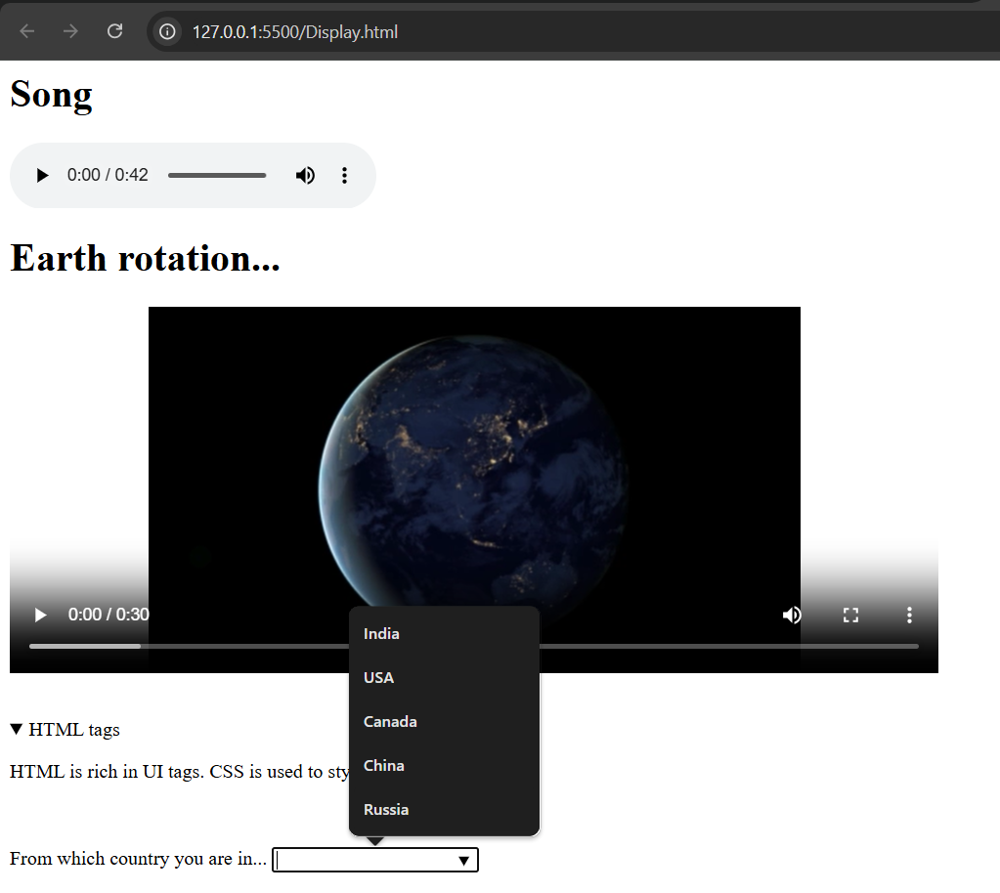 127.0.0.1:5500/Display.html
Song
0:00 / 0:42
Earth rotation...
0:00 / 0:30
India
USA
Canada
China
Russia
HTML tags
HTML is rich in UI tags. CSS is used to
From which country you are in...